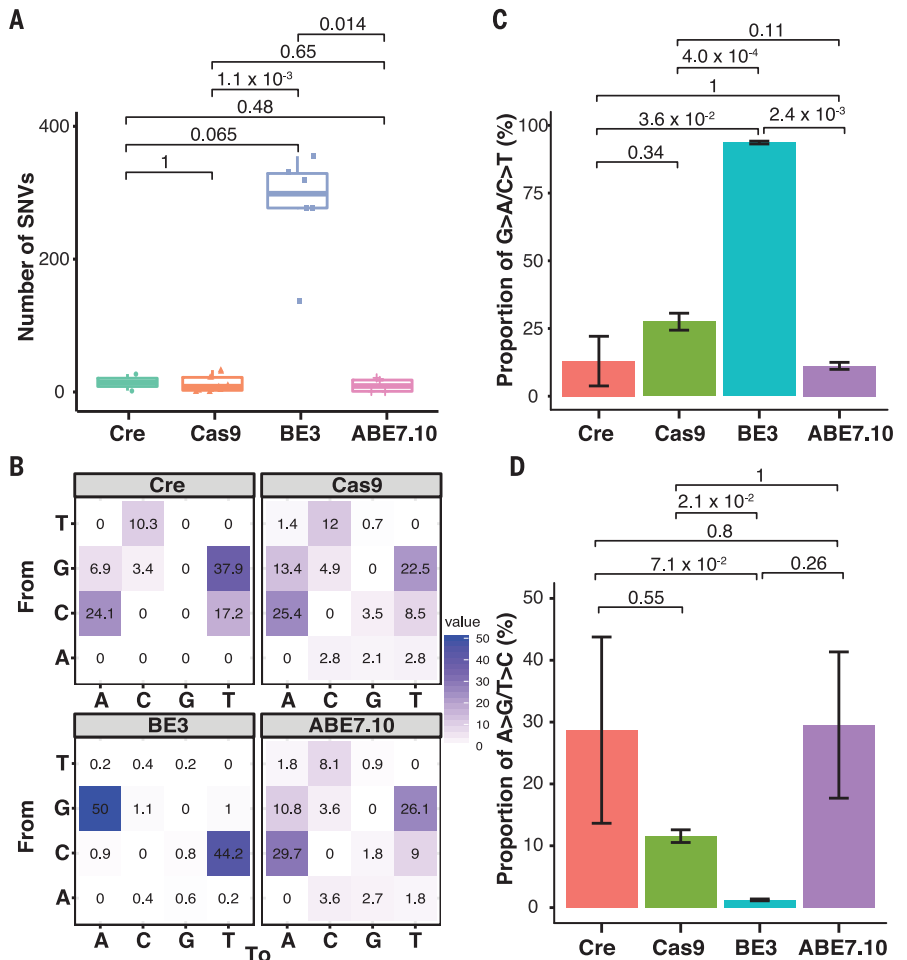 A
0.014
0.65
1.1 x 10-3
0.48
0.065
1
Number of SNVs
400
200
0
Cre Cas9 BE3 ABE7.10
B
Cre Cas9
From
T 0 10.3 0 0 1.4 12 0.7 0
G 6.9 3.4 0 37.9 13.4 4.9 0 22.5
C 24.1 0 0 17.2 25.4 0 3.5 8.5
A 0 0 0 0 0 2.8 2.1 2.8
A C G T A C G T
value
50
40
30
20
10
0
BE3 ABE7.10
From
T 0.2 0.4 0.2 0 1.8 8.1 0.9 0
G 50 1.1 0 1 10.8 3.6 0 26.1
C 0.9 0 0.8 44.2 29.7 0 1.8 9
A 0 0.4 0.6 0.2 0 3.6 2.7 1.8
A C G T A C G T
To
C
0.11
4.0 x 10-4
1
3.6 x 10-2 2.4 x 10-3
0.34
Proportion of G>A/C>T (%)
100
75
50
25
0
Cre Cas9 BE3 ABE7.10
D
1
2.1 x 10-2
0.8
7.1 x 10-2 0.26
0.55
Proportion of A>G/T>C (%)
50
40
30
20
10
0
Cre Cas9 BE3 ABE7.10